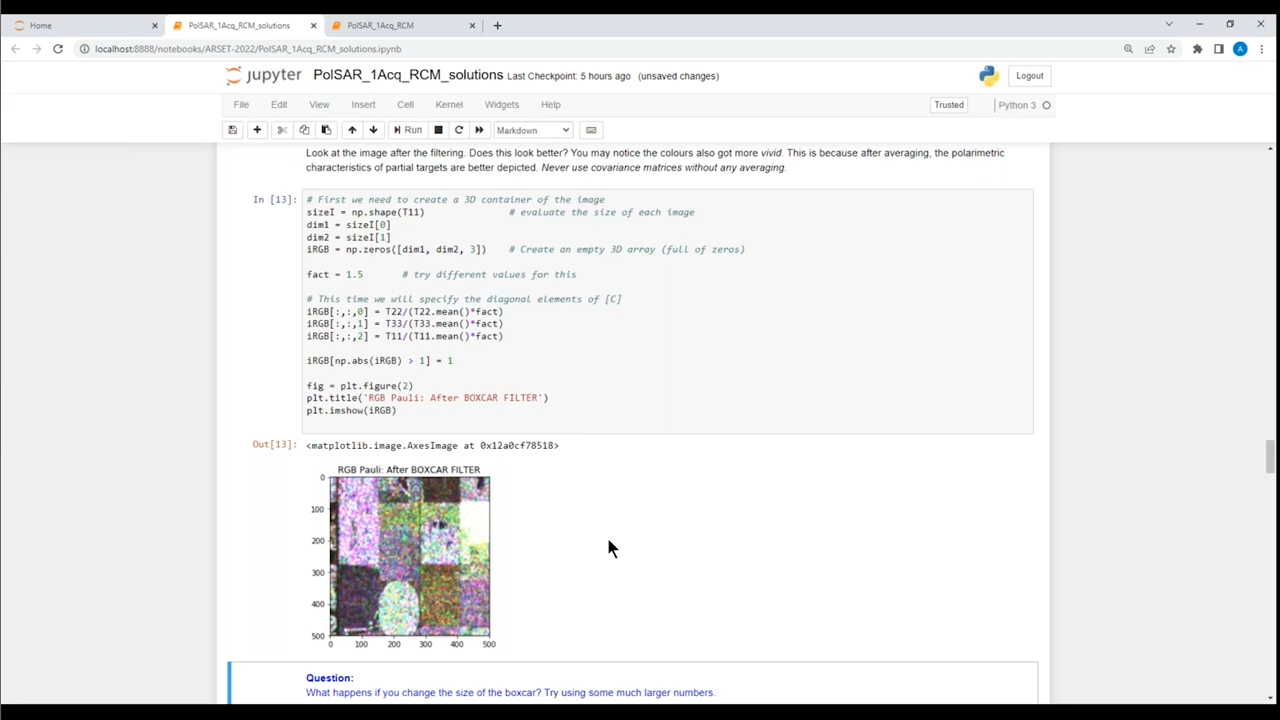 Home
PolSAR_1Acq_RCM_solutions
PolSAR_1Acq_RCM
localhost:8888/notebooks/ARSET-2022/PolSAR_1Acq_RCM_solutions.ipynb
A
jupyter PolSAR_1Acq_RCM_solutions Last Checkpoint: 5 hours ago (unsaved changes)
Logout
File Edit View Insert Cell Kernel Widgets Help
Trusted
Python 3
Run
Markdown
Look at the image after the filtering. Does this look better? You may notice the colours also got more vivid. This is because after averaging, the polarimetric
characteristics of partial targets are better depicted. Never use covariance matrices without any averaging.
In [13]:
# First we need to create a 3D container of the image
sizeI = np.shape(T11) # evaluate the size of each image
dim1 = sizeI[0]
dim2 = sizeI[1]
iRGB = np.zeros([dim1, dim2, 3]) # Create an empty 3D array (full of zeros)
fact = 1.5 # try different values for this
# This time we will specify the diagonal elements of [C]
iRGB[:,:,0] = T22/(T22.mean()*fact)
iRGB[:,:,1] = T33/(T33.mean()*fact)
iRGB[:,:,2] = T11/(T11.mean()*fact)
iRGB[np.abs(iRGB) > 1] = 1
fig = plt.figure(2)
plt.title('RGB Pauli: After BOXCAR FILTER')
plt.imshow(iRGB)
Out[13]: <matplotlib.image.AxesImage at 0x12a0cf78518>
RGB Pauli: After BOXCAR FILTER
0
100
200
300
400
500
0 100 200 300 400 500
Question:
What happens if you change the size of the boxcar? Try using some much larger numbers.